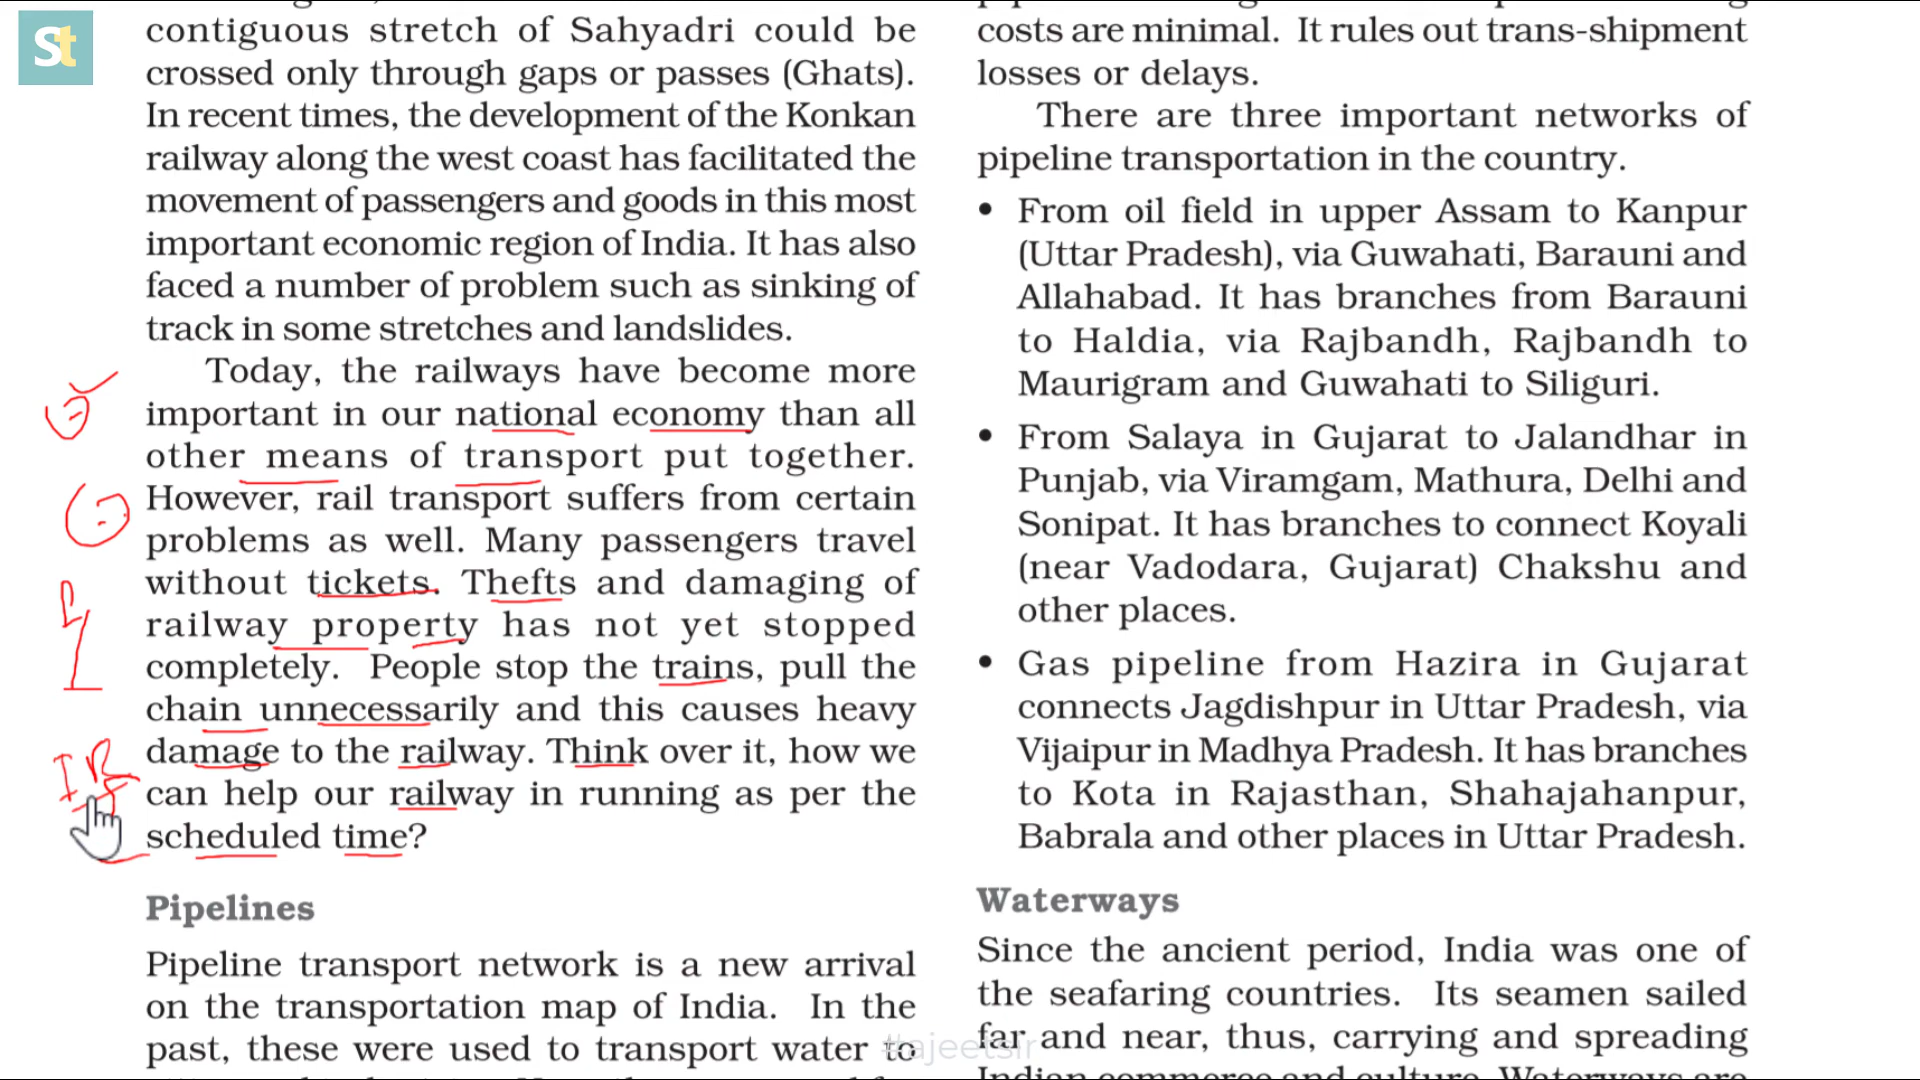 St
contiguous stretch of Sahyadri could be
crossed only through gaps or passes (Ghats).
In recent times, the development of the Konkan
railway along the west coast has facilitated the
movement of passengers and goods in this most
important economic region of India. It has also
faced a number of problem such as sinking of
track in some stretches and landslides.
Today, the railways have become more
important in our national economy than all
other means of transport put together.
However, rail transport suffers from certain
problems as well. Many passengers travel
without tickets. Thefts and damaging of
railway property has not yet stopped
completely. People stop the trains, pull the
chain unnecessarily and this causes heavy
damage to the railway. Think over it, how we
can help our railway in running as per the
scheduled time?
Pipelines
Pipeline transport network is a new arrival
on the transportation map of India. In the
past, these were used to transport water to
costs are minimal. It rules out trans-shipment
losses or delays.
There are three important networks of
pipeline transportation in the country.
• From oil field in upper Assam to Kanpur
(Uttar Pradesh), via Guwahati, Barauni and
Allahabad. It has branches from Barauni
to Haldia, via Rajbandh, Rajbandh to
Maurigram and Guwahati to Siliguri.
• From Salaya in Gujarat to Jalandhar in
Punjab, via Viramgam, Mathura, Delhi and
Sonipat. It has branches to connect Koyali
(near Vadodara, Gujarat) Chakshu and
other places.
• Gas pipeline from Hazira in Gujarat
connects Jagdishpur in Uttar Pradesh, via
Vijaipur in Madhya Pradesh. It has branches
to Kota in Rajasthan, Shahajahanpur,
Babrala and other places in Uttar Pradesh.
Waterways
Since the ancient period, India was one of
the seafaring countries. Its seamen sailed
far and near, thus, carrying and spreading
Indian commerce and culture. Waterways are
#ajeetsir